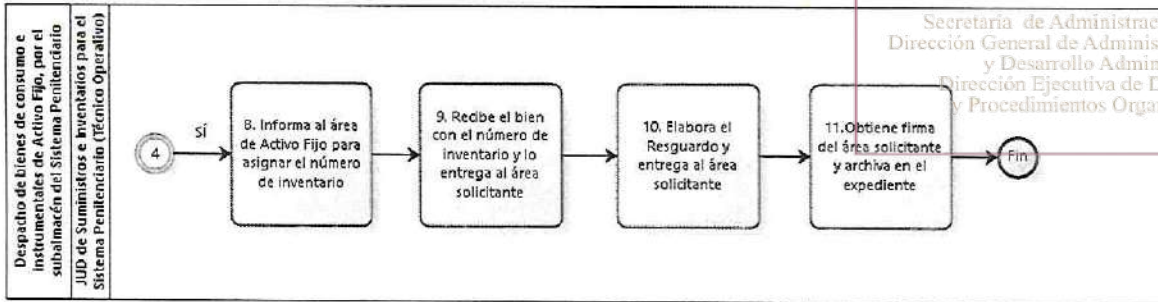 Despacho de bienes de consumo e
instrumentales de Activo Fijo, por el
subalmacén del Sistema Penitenciario
JUD de Suministros e Inventarios para el
Sistema Penitenciario (Técnico Operativo)
4
SÍ
8. Informa al área
de Activo Fijo para
asignar el número
de inventario
9. Recibe el bien
con el número de
inventario y lo
entrega al área
solicitante
10. Elabora el
Resguardo y
entrega al área
solicitante
11.Obtiene firma
del área solicitante
y archiva en el
expediente
Fin
Secretaría de Administrac
Dirección General de Adminis
y Desarrollo Admin
Dirección Ejecutiva de D
y Procedimientos Orga